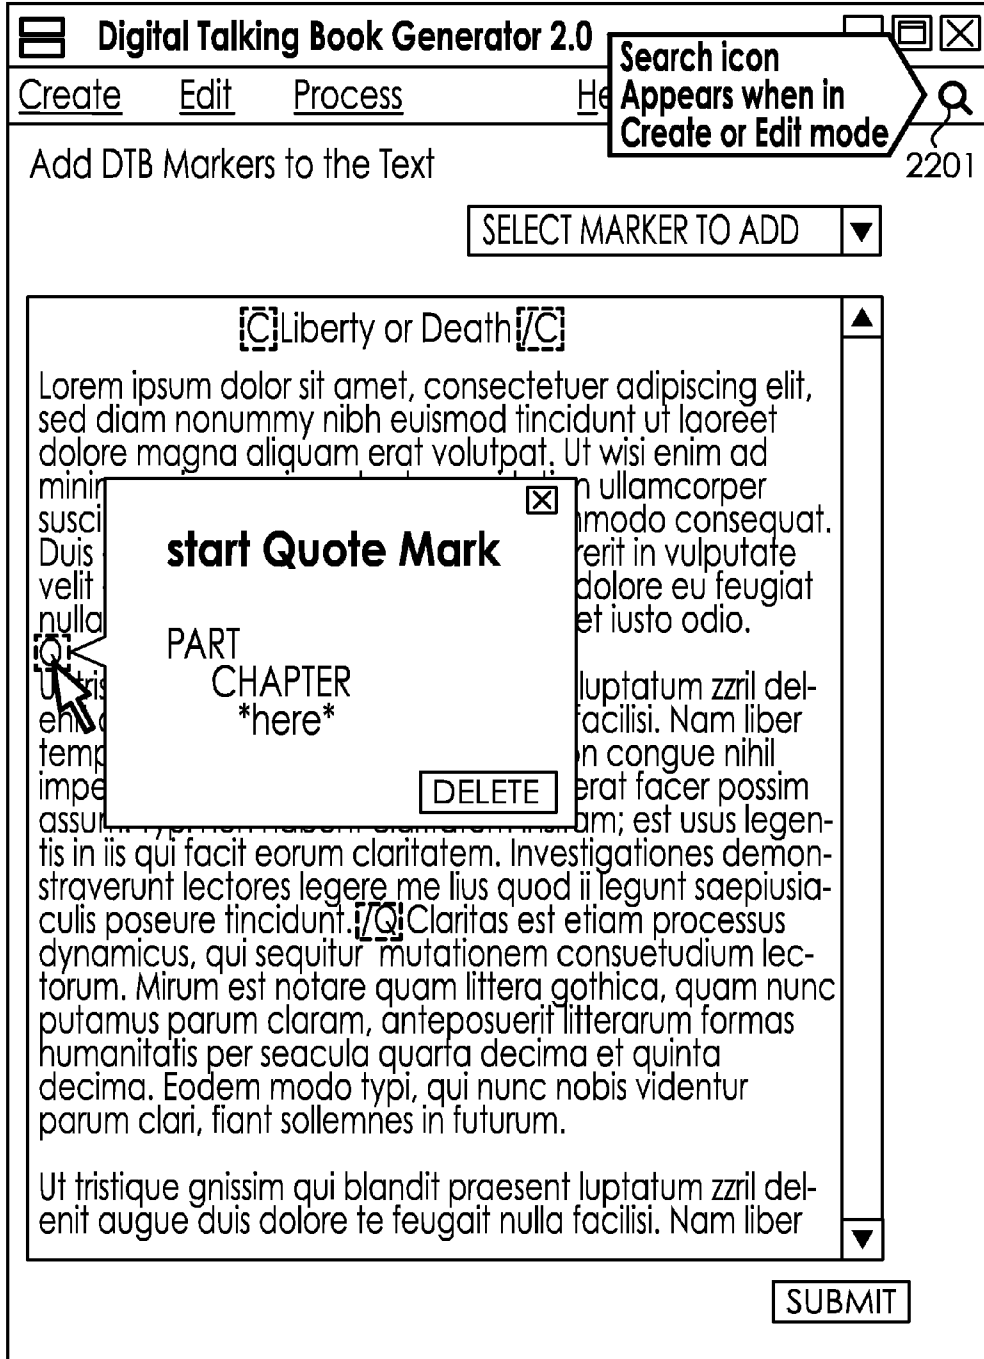 Digital Talking Book Generator 2.0
Search icon
Appears when in
Create or Edit mode
Create Edit Process He
2201
Add DTB Markers to the Text
SELECT MARKER TO ADD
[C]Liberty or Death[/C]
Lorem ipsum dolor sit amet, consectetuer adipiscing elit,
sed diam nonummy nibh euismod tincidunt ut laoreet
dolore magna aliquam erat volutpat. Ut wisi enim ad
ullamcorper
consequat.
Duis in vulputate
velit dolore eu feugiat
nulla et iusto odio.
start Quote Mark
PART
CHAPTER
*here*
DELETE
Q
luptatum zzril del-
facilisi. Nam liber
congue nihil
facer possim
est usus legen-
tis in iis qui facit eorum claritatem. Investigationes demon-
straverunt lectores legere me lius quod ii legunt saepiusia-
culis poseure tincidunt.[/Q]Claritas est etiam processus
dynamicus, qui sequitur mutationem consuetudium lec-
torum. Mirum est notare quam littera gothica, quam nunc
putamus parum claram, anteposuerit litterarum formas
humanitatis per seacula quarta decima et quinta
decima. Eodem modo typi, qui nunc nobis videntur
parum clari, fiant sollemnes in futurum.
Ut tristique gnissim qui blandit praesent luptatum zzril del-
enit augue duis dolore te feugait nulla facilisi. Nam liber
SUBMIT